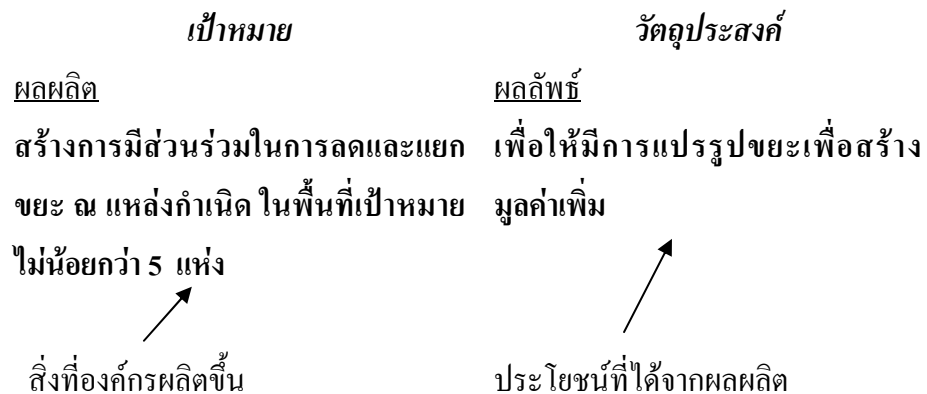 เป้าหมาย
ผลผลิต
สร้างการมีส่วนร่วมในการลดและแยก
ขยะ ณ แหล่งกำเนิด ในพื้นที่เป้าหมาย
ไม่น้อยกว่า 5 แห่ง
สิ่งที่องค์กรผลิตขึ้น
วัตถุประสงค์
ผลลัพธ์
เพื่อให้มีการแปรรูปขยะเพื่อสร้าง
มูลค่าเพิ่ม
ประโยชน์ที่ได้จากผลผลิต